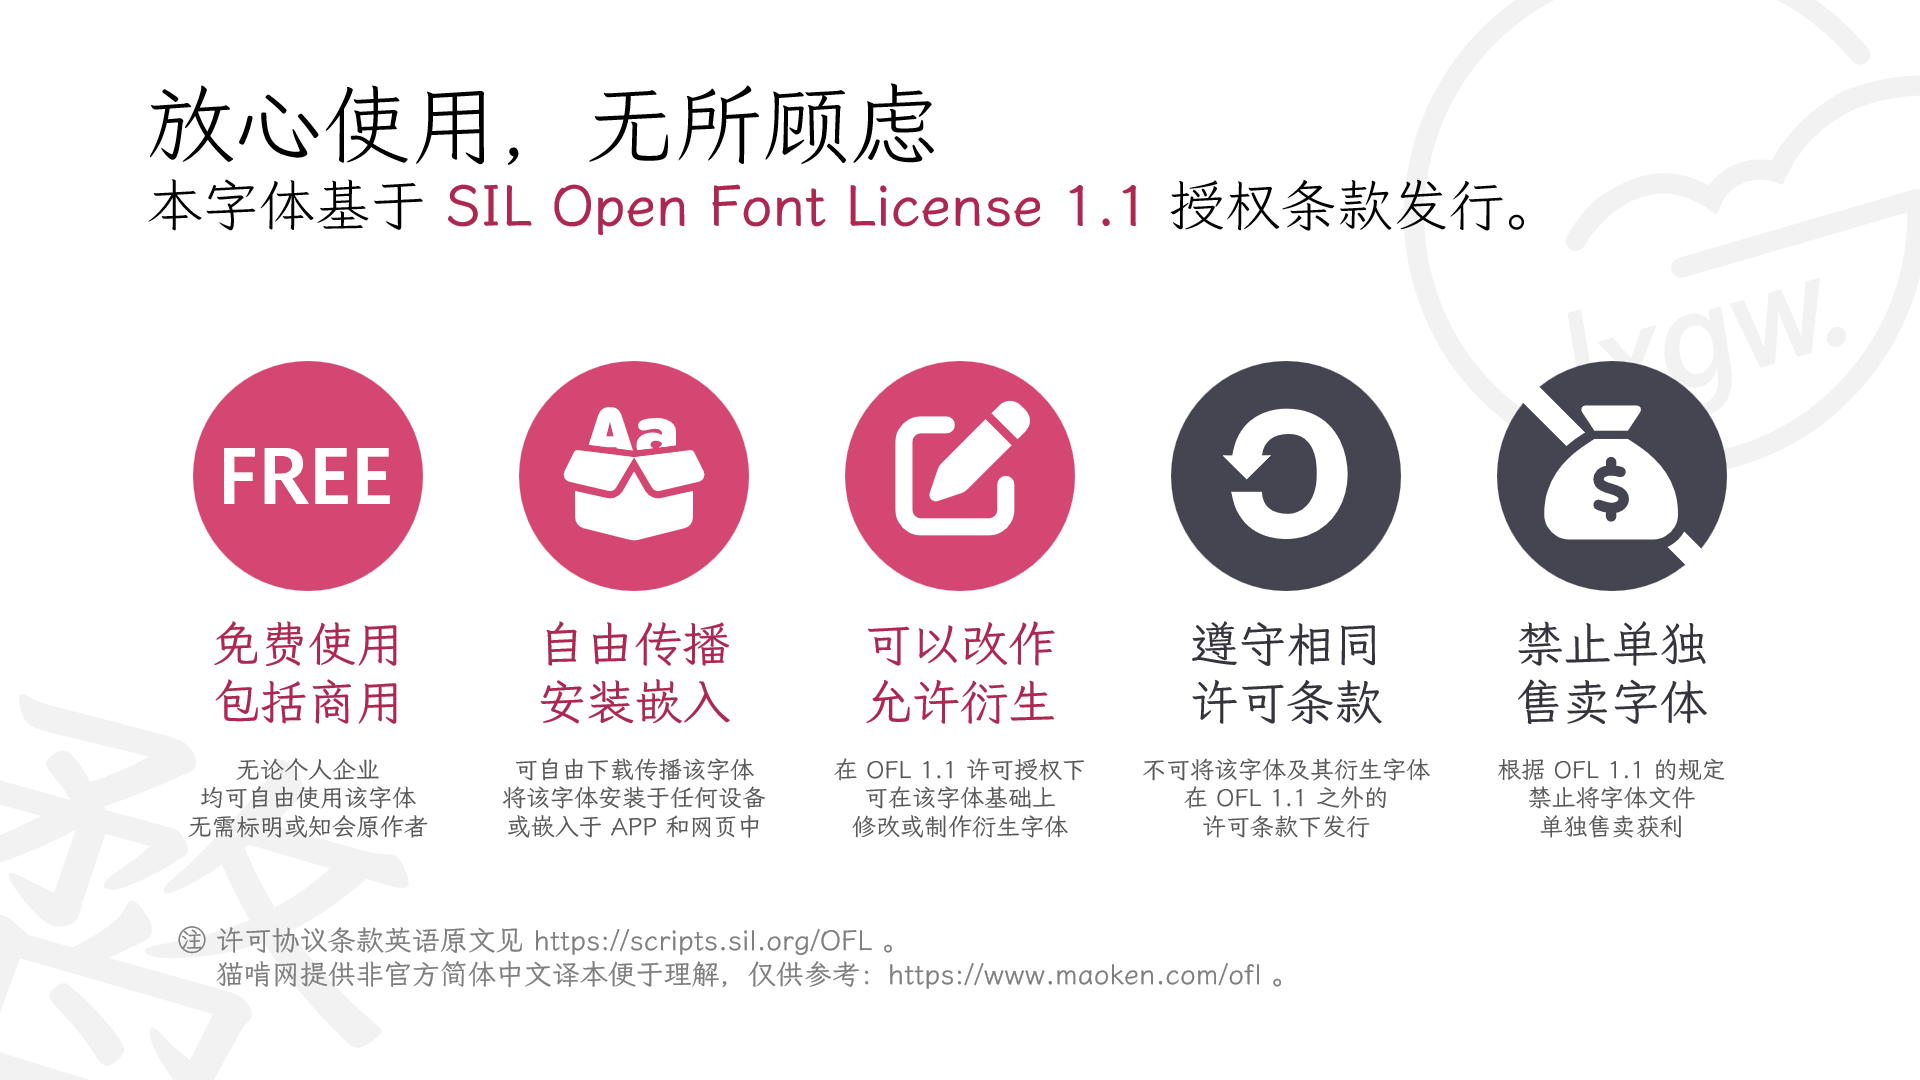 放心使用，无所顾虑
本字体基于 SIL Open Font License 1.1 授权条款发行。
lxgw.
FREE
Aa
$
免费使用
包括商用
无论个人企业
均可自由使用该字体
无需标明或知会原作者
自由传播
安装嵌入
可自由下载传播该字体
将该字体安装于任何设备
或嵌入于 APP 和网页中
可以改作
允许衍生
在 OFL 1.1 许可授权下
可在该字体基础上
修改或制作衍生字体
遵守相同
许可条款
不可将该字体及其衍生字体
在 OFL 1.1 之外的
许可条款下发行
禁止单独
售卖字体
根据 OFL 1.1 的规定
禁止将字体文件
单独售卖获利
㊟ 许可协议条款英语原文见 https://scripts.sil.org/OFL 。
猫啃网提供非官方简体中文译本便于理解，仅供参考：https://www.maoken.com/ofl 。